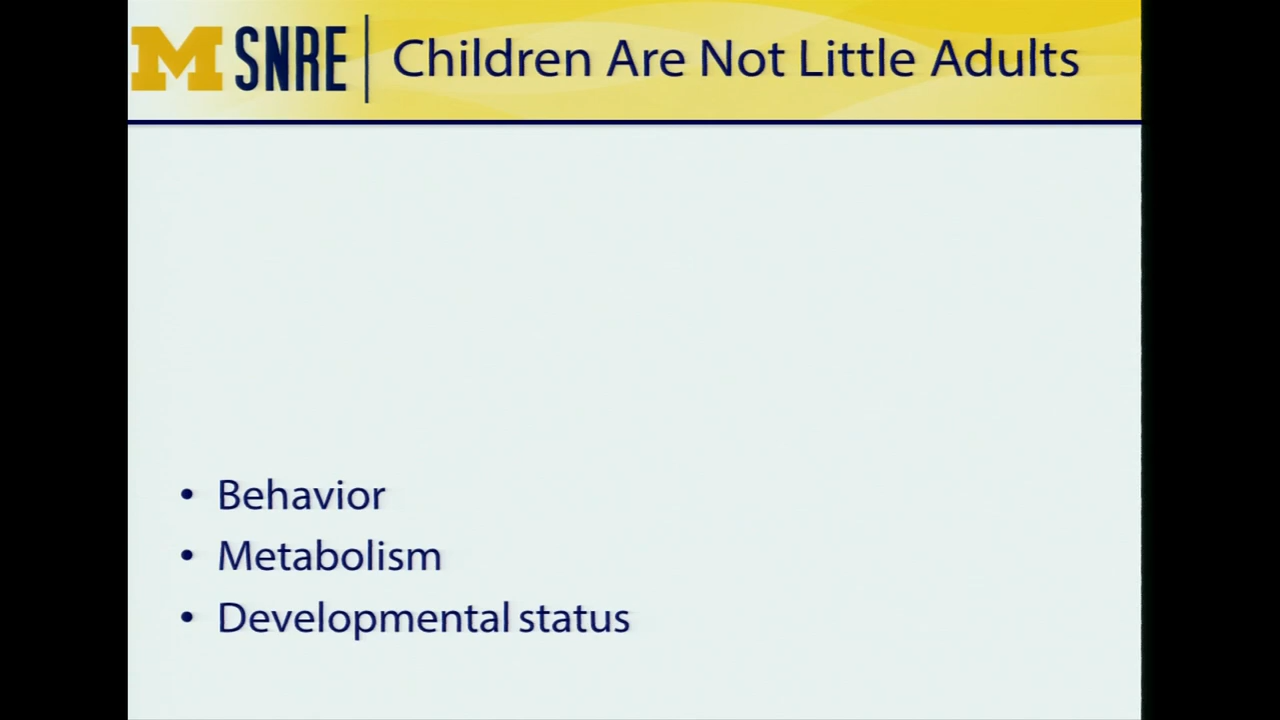 M SNRE Children Are Not Little Adults
• Behavior
• Metabolism
• Developmental status